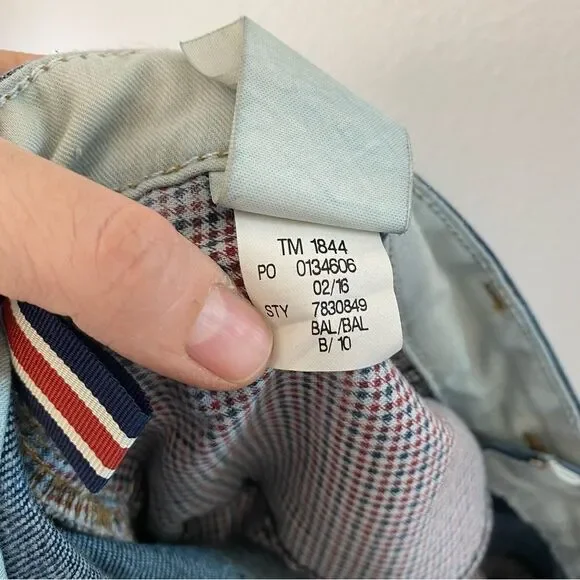 TM 1844
PO 0134606
02/16
STY 7830849
BAL/BAL
B/ 10